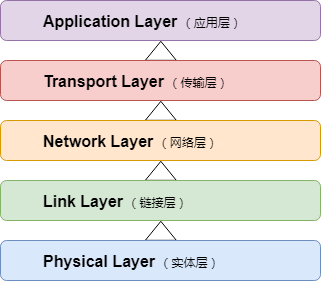 Application Layer（应用层）
Transport Layer（传输层）
Network Layer（网络层）
Link Layer（链接层）
Physical Layer（实体层）